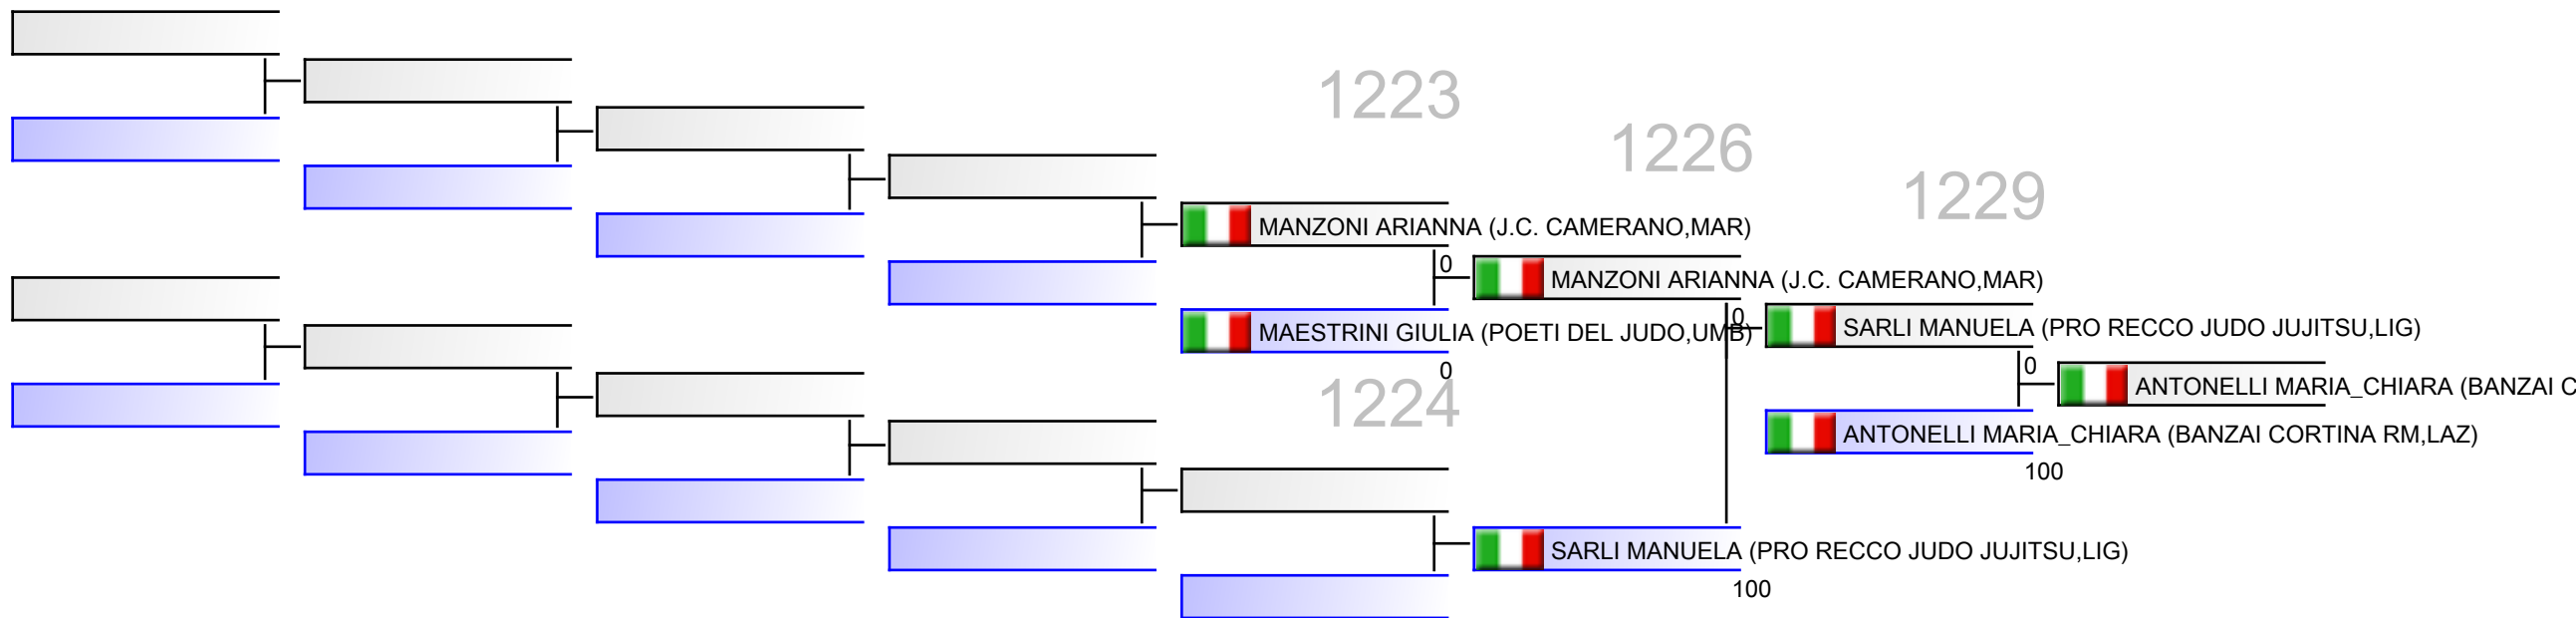 1223
1226
1229
MANZONI ARIANNA (J.C. CAMERANO,MAR)
0
MANZONI ARIANNA (J.C. CAMERANO,MAR)
0
MAESTRINI GIULIA (POETI DEL JUDO,UMB)
0
SARLI MANUELA (PRO RECCO JUDO JUJITSU,LIG)
0
ANTONELLI MARIA_CHIARA (BANZAI C
1224
ANTONELLI MARIA_CHIARA (BANZAI CORTINA RM,LAZ)
100
SARLI MANUELA (PRO RECCO JUDO JUJITSU,LIG)
100